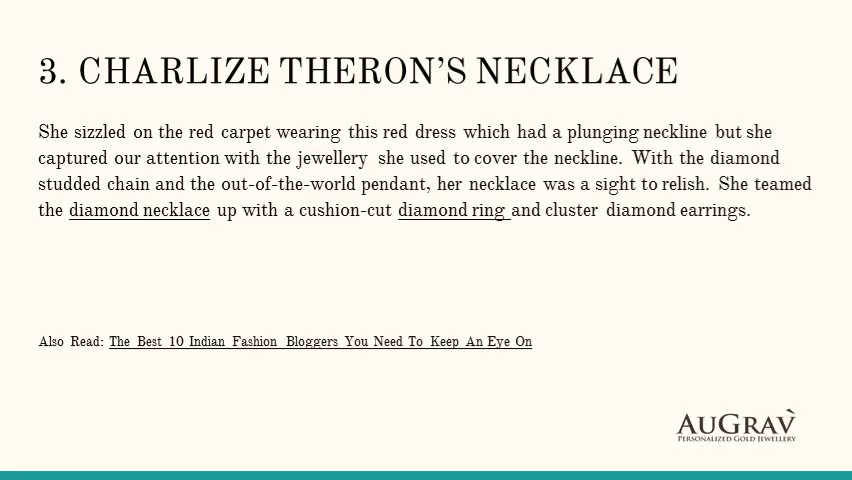 3. CHARLIZE THERON’S NECKLACE
She sizzled on the red carpet wearing this red dress which had a plunging neckline but she
captured our attention with the jewellery she used to cover the neckline. With the diamond
studded chain and the out-of-the-world pendant, her necklace was a sight to relish. She teamed
the diamond necklace up with a cushion-cut diamond ring and cluster diamond earrings.
Also Read: The Best 10 Indian Fashion Bloggers You Need To Keep An Eye On
AUGRAV
PERSONALIZED GOLD JEWELLERY